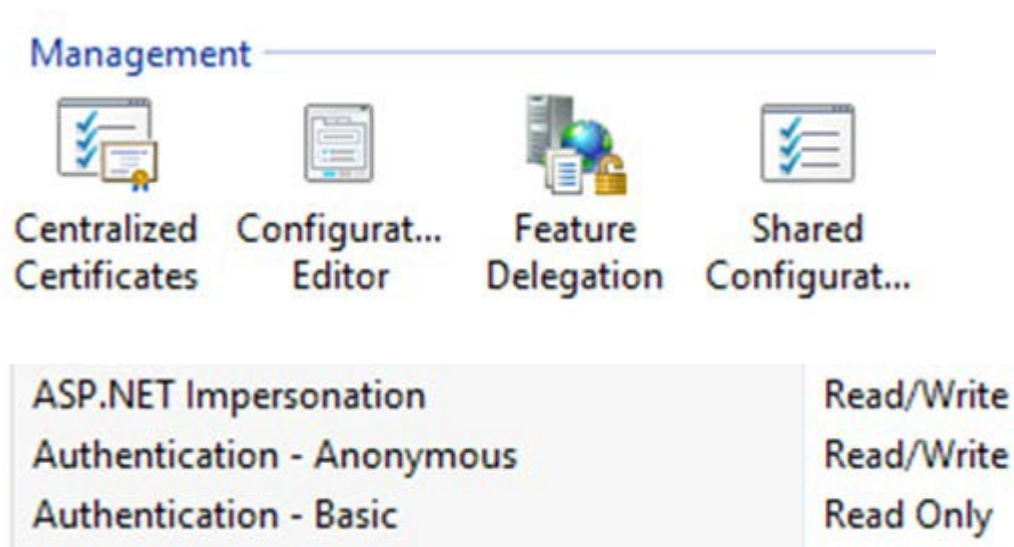 Management
Centralized Configurat... Feature Shared
Certificates Editor Delegation Configurat...
ASP.NET Impersonation Read/Write
Authentication - Anonymous Read/Write
Authentication - Basic Read Only